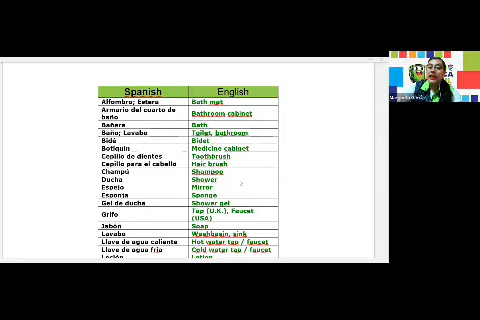 Spanish English
Alfombra; Estera Bath mat
Armario del cuarto de baño Bathroom cabinet
Bañera Bath
Baño; Lavabo Toilet, bathroom
Bidé Bidet
Botiquín Medicine cabinet
Cepillo de dientes Toothbrush
Cepillo para el cabello Hair brush
Champú Shampoo
Ducha Shower
Espejo Mirror
Esponja Sponge
Gel de ducha Shower gel
Grifo Tap (U.K.), Faucet (USA)
Jabón Soap
Lavabo Washbasin, sink
Llave de agua caliente Hot water tap / faucet
Llave de agua fría Cold water tap / faucet
Loción Lotion